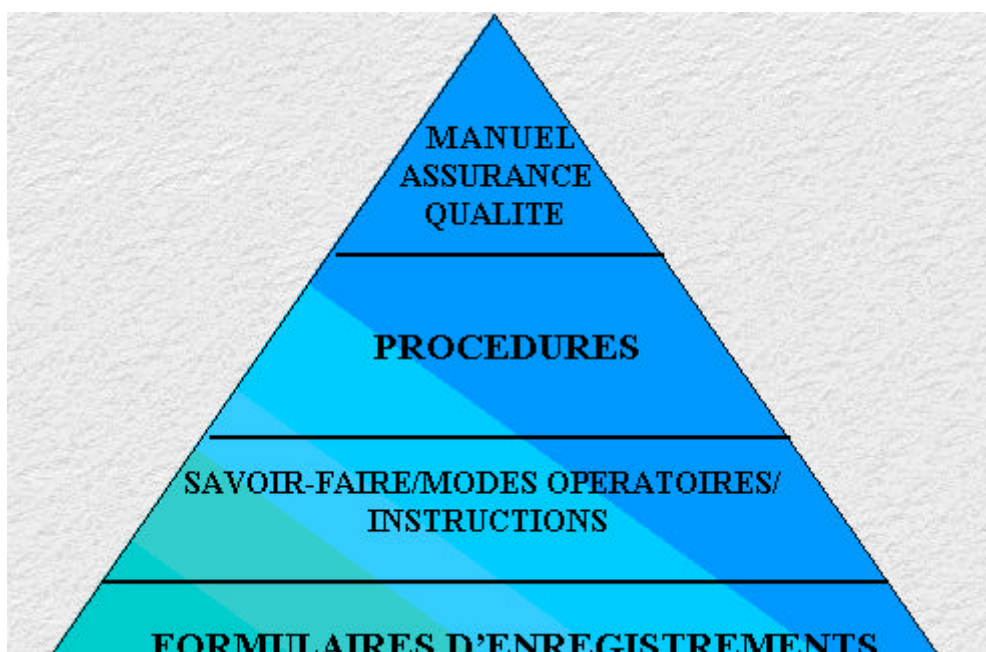 MANUEL
ASSURANCE
QUALITE
PROCEDURES
SAVOIR-FAIRE/MODES OPERATOIRES/
INSTRUCTIONS
FORMULAIRES D'ENREGISTREMENTS